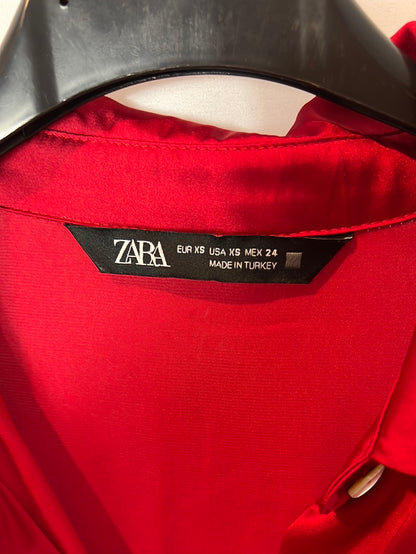 ZARA
EUR XS USA XS MEX 24
MADE IN TURKEY